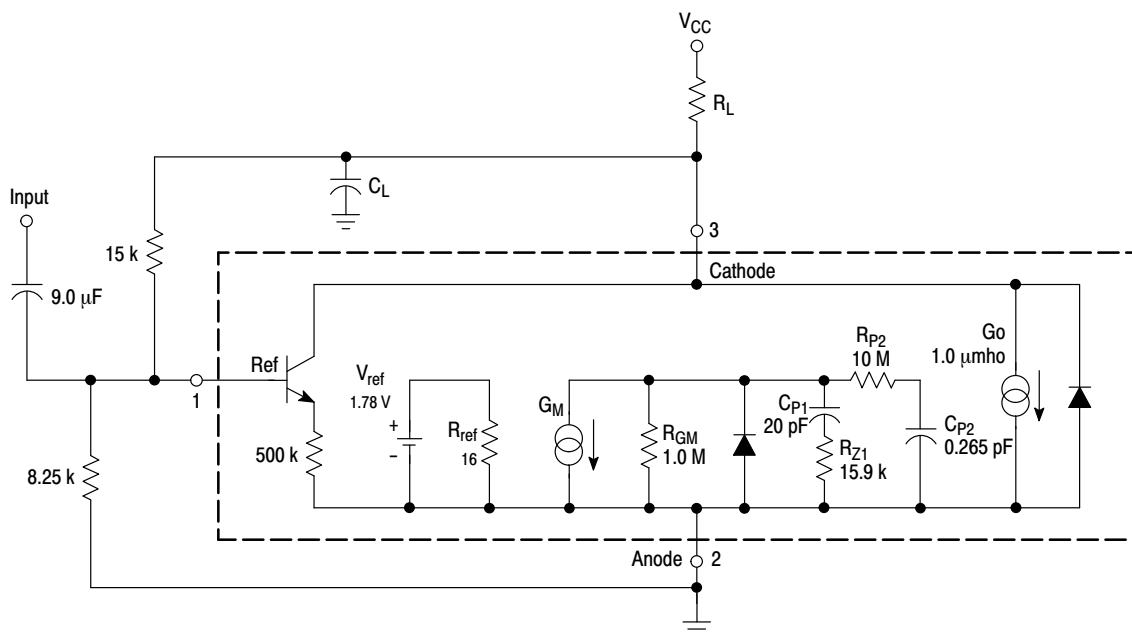 V_CC
R_L
Input
C_L
3
15 k
Cathode
9.0 μF
Ref
V_ref
1.78 V
Go
1.0 μmho
R_P2
10 M
1
G_M
C_P1
20 pF
+
−
R_ref
16
R_GM
1.0 M
C_P2
0.265 pF
500 k
R_Z1
15.9 k
8.25 k
Anode
2